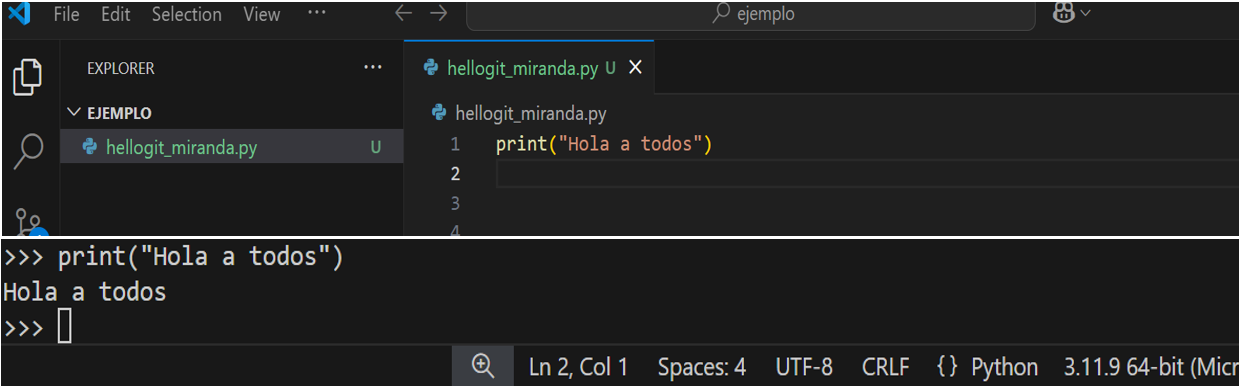 File Edit Selection View ··· ejemplo
EXPLORER ···
hellogit_miranda.py U
EJEMPLO
hellogit_miranda.py
hellogit_miranda.py U
1 print("Hola a todos")
2
3
4
>>> print("Hola a todos")
Hola a todos
>>>
Ln 2, Col 1 Spaces: 4 UTF-8 CRLF {} Python 3.11.9 64-bit (Micr